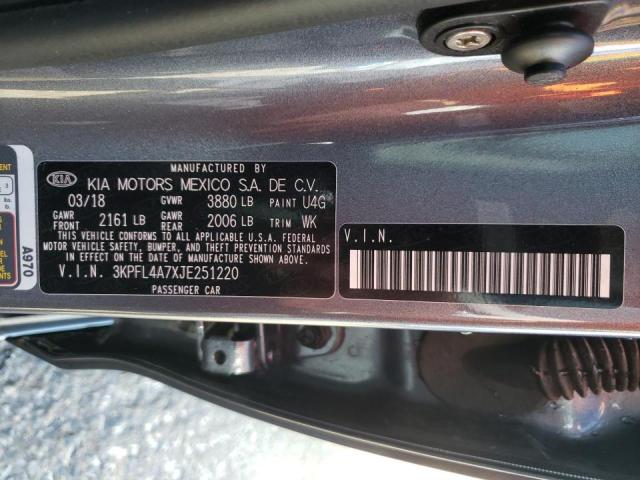 MANUFACTURED BY
KIA KIA MOTORS MEXICO S.A. DE C.V.
03/18 GVWR 3880 LB PAINT U4G
GAWR FRONT 2161 LB GAWR REAR 2006 LB TRIM WK
THIS VEHICLE CONFORMS TO ALL APPLICABLE U.S.A. FEDERAL
MOTOR VEHICLE SAFETY, BUMPER, AND THEFT PREVENTION STANDARDS
IN EFFECT ON THE DATE OF MANUFACTURE SHOWN ABOVE.
V.I.N. 3KPFL4A7XJE251220
PASSENGER CAR
V.I.N.
A970